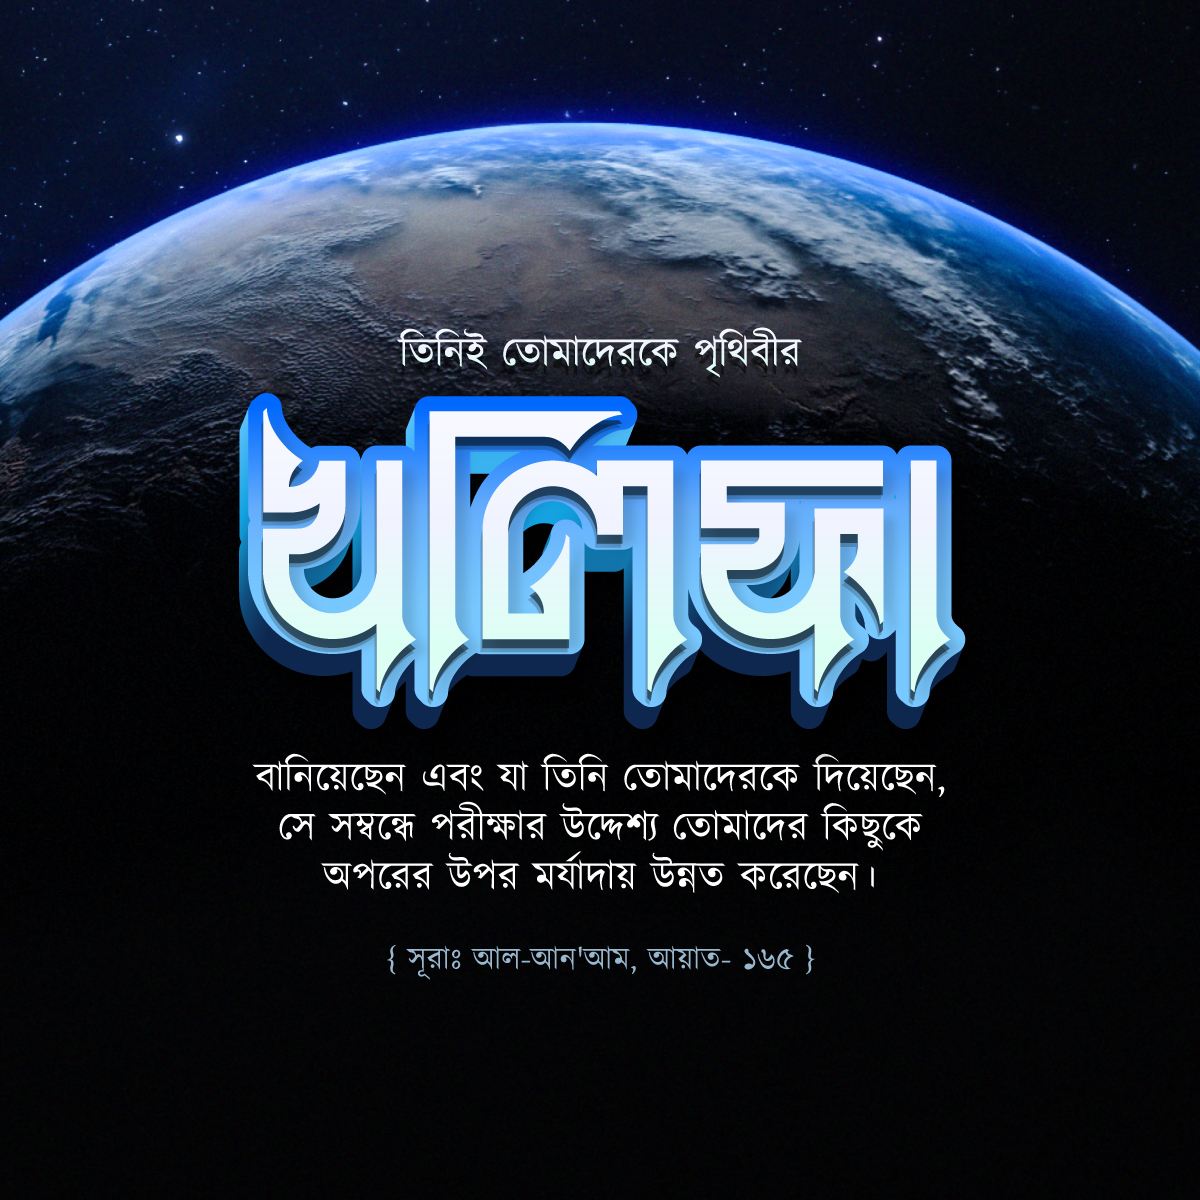 তিনিই তোমাদেরকে পৃথিবীর
খলিফা
বানিয়েছেন এবং যা তিনি তোমাদেরকে দিয়েছেন,
সে সম্বন্ধে পরীক্ষার উদ্দেশ্য তোমাদের কিছুকে
অপরের উপর মর্যাদায় উন্নত করেছেন।
{ সূরাঃ আল-আন'আম, আয়াত- ১৬৫ }